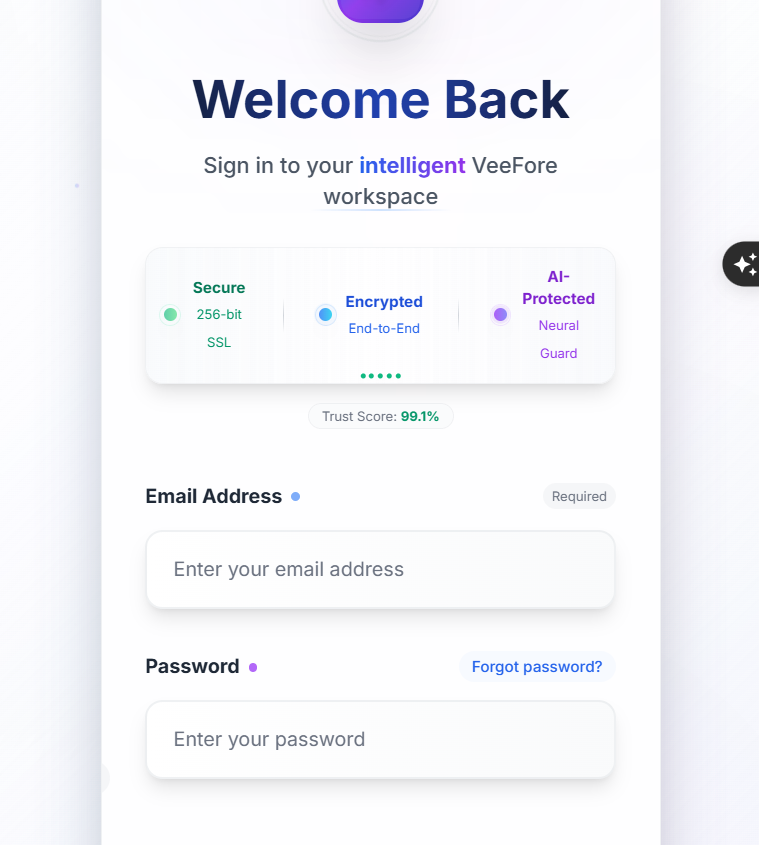 Welcome Back
Sign in to your intelligent VeeFore
workspace
Secure
256-bit
SSL
Encrypted
End-to-End
AI-
Protected
Neural
Guard
Trust Score: 99.1%
Email Address
Required
Enter your email address
Password
Forgot password?
Enter your password